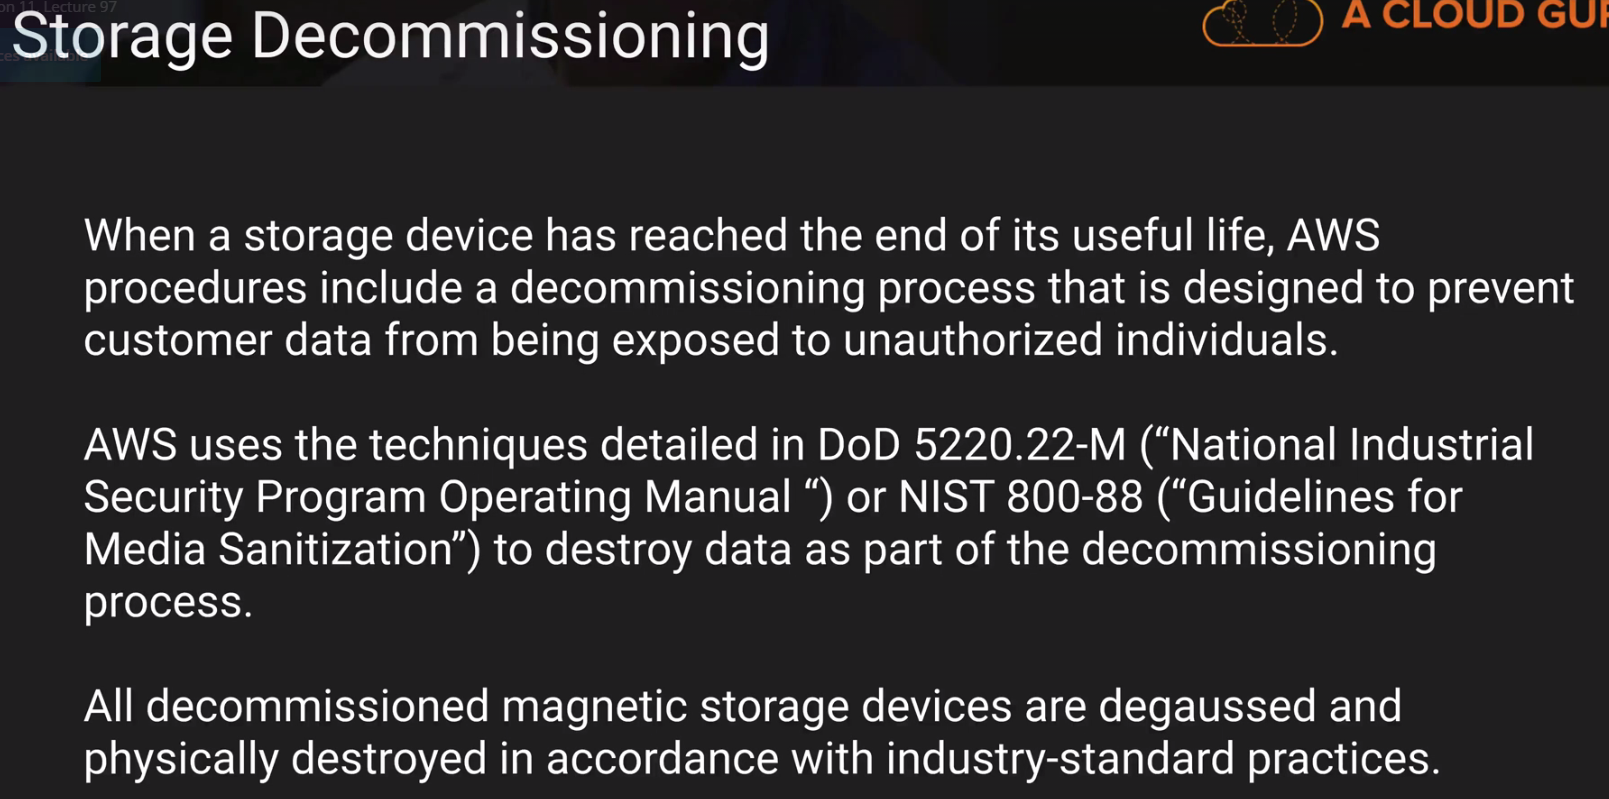 on 11, Lecture 97
Storage Decommissioning
A CLOUD GUR
When a storage device has reached the end of its useful life, AWS
procedures include a decommissioning process that is designed to prevent
customer data from being exposed to unauthorized individuals.
AWS uses the techniques detailed in DoD 5220.22-M (“National Industrial
Security Program Operating Manual “) or NIST 800-88 (“Guidelines for
Media Sanitization”) to destroy data as part of the decommissioning
process.
All decommissioned magnetic storage devices are degaussed and
physically destroyed in accordance with industry-standard practices.